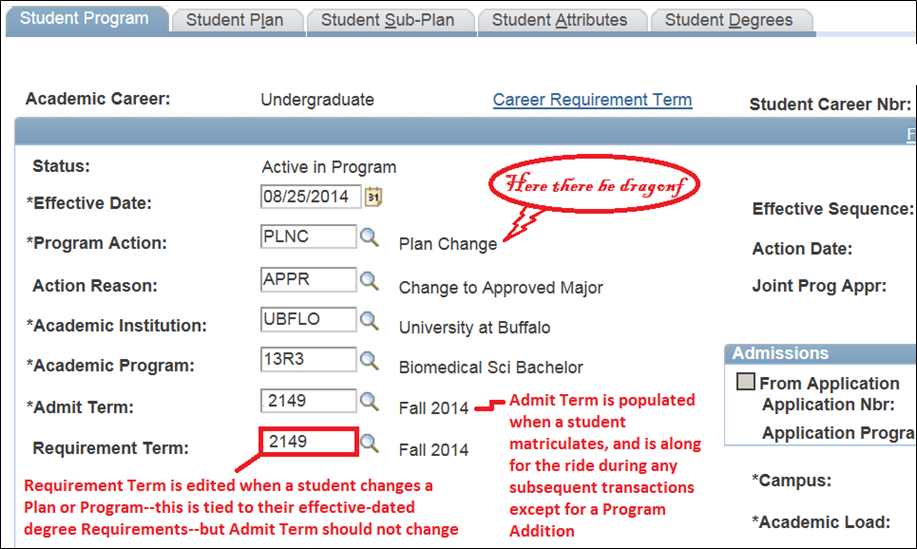 Student Program Student Plan Student Sub-Plan Student Attributes Student Degrees
Academic Career: Undergraduate Career Requirement Term Student Career Nbr:
F
Status: Active in Program
Here there be dragonf
*Effective Date: 08/25/2014 31 Effective Sequence:
*Program Action: PLNC Plan Change Action Date:
Action Reason: APPR Change to Approved Major Joint Prog Appr:
*Academic Institution: UBFLO University at Buffalo
*Academic Program: 13R3 Biomedical Sci Bachelor
Admissions
From Application
*Admit Term: 2149 Fall 2014
Application Nbr:
Requirement Term: 2149 Fall 2014
Application Progra
Admit Term is populated
when a student
matriculates, and is along
for the ride during any
subsequent transactions
except for a Program
Addition
Requirement Term is edited when a student changes a
Plan or Program--this is tied to their effective-dated
degree Requirements--but Admit Term should not change
*Campus:
*Academic Load: